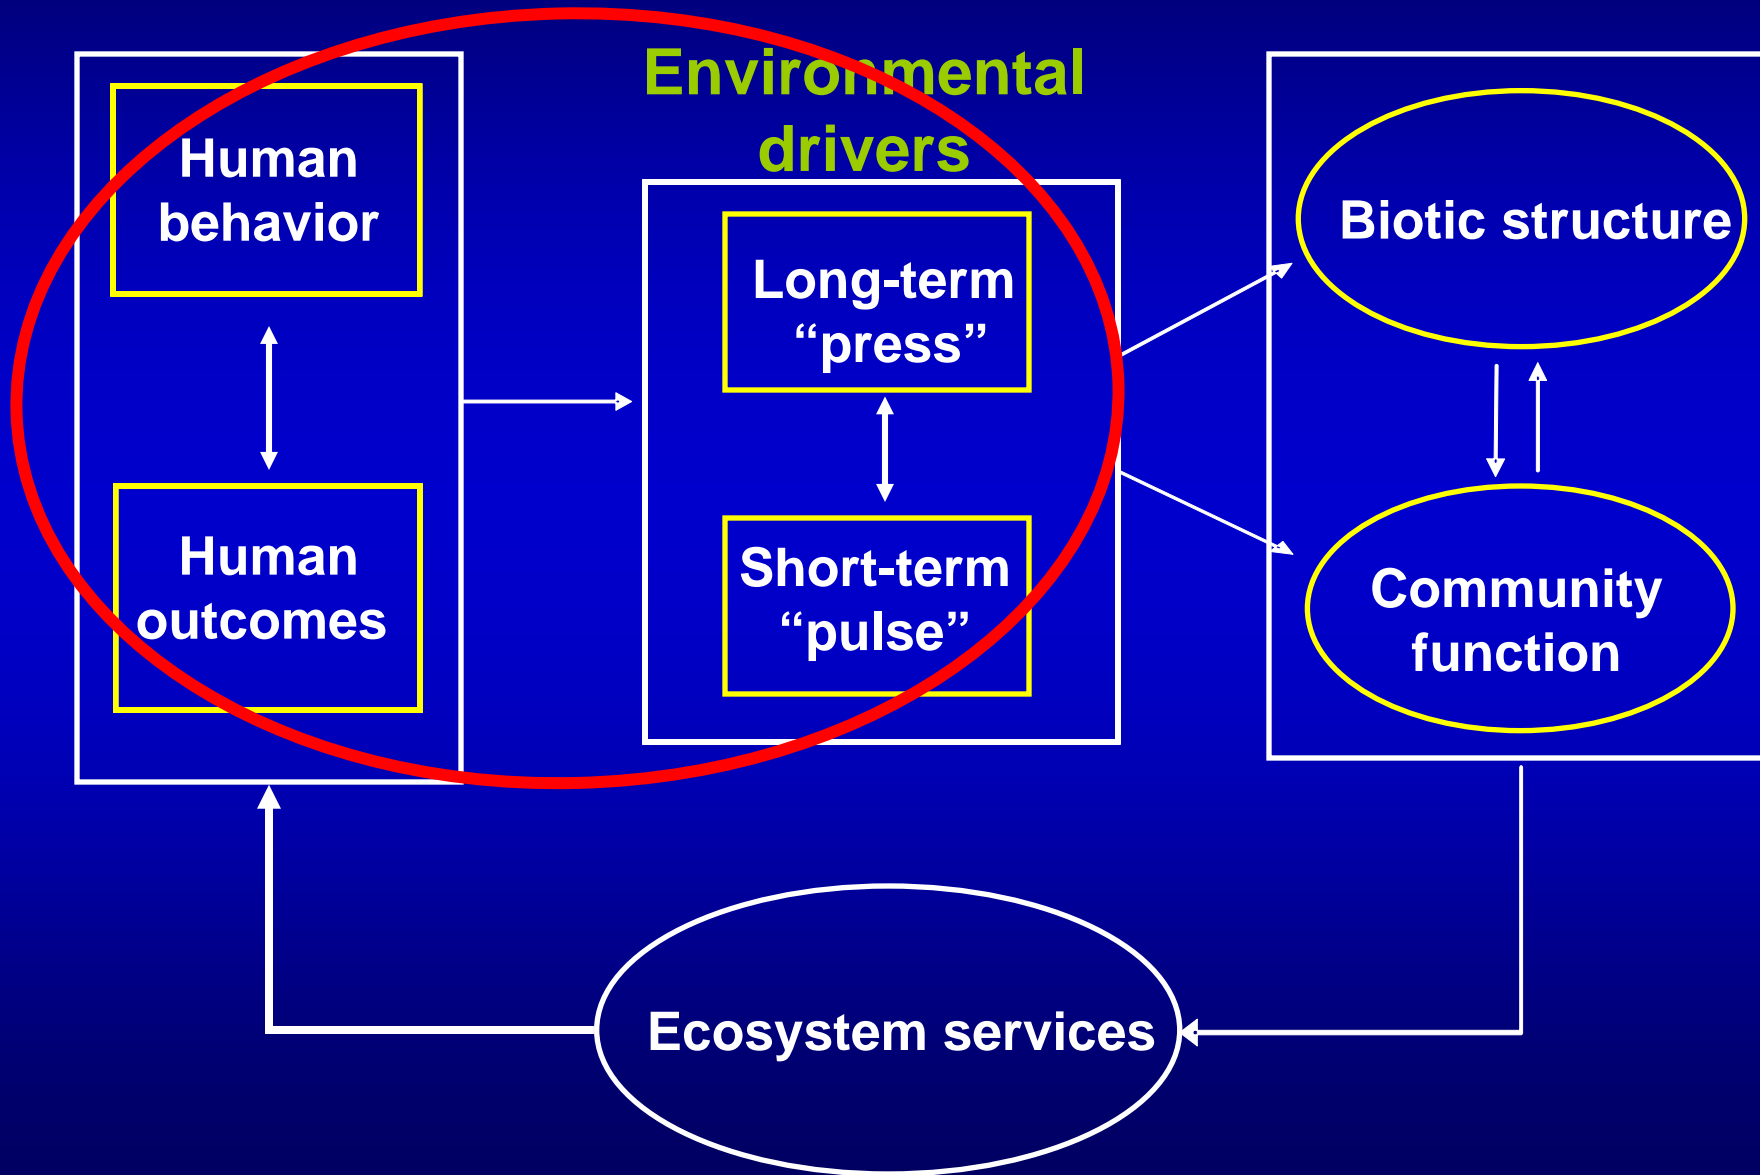 Environmental
drivers
Human
behavior
Human
outcomes
Long-term
“press”
Short-term
“pulse”
Biotic structure
Community
function
Ecosystem services